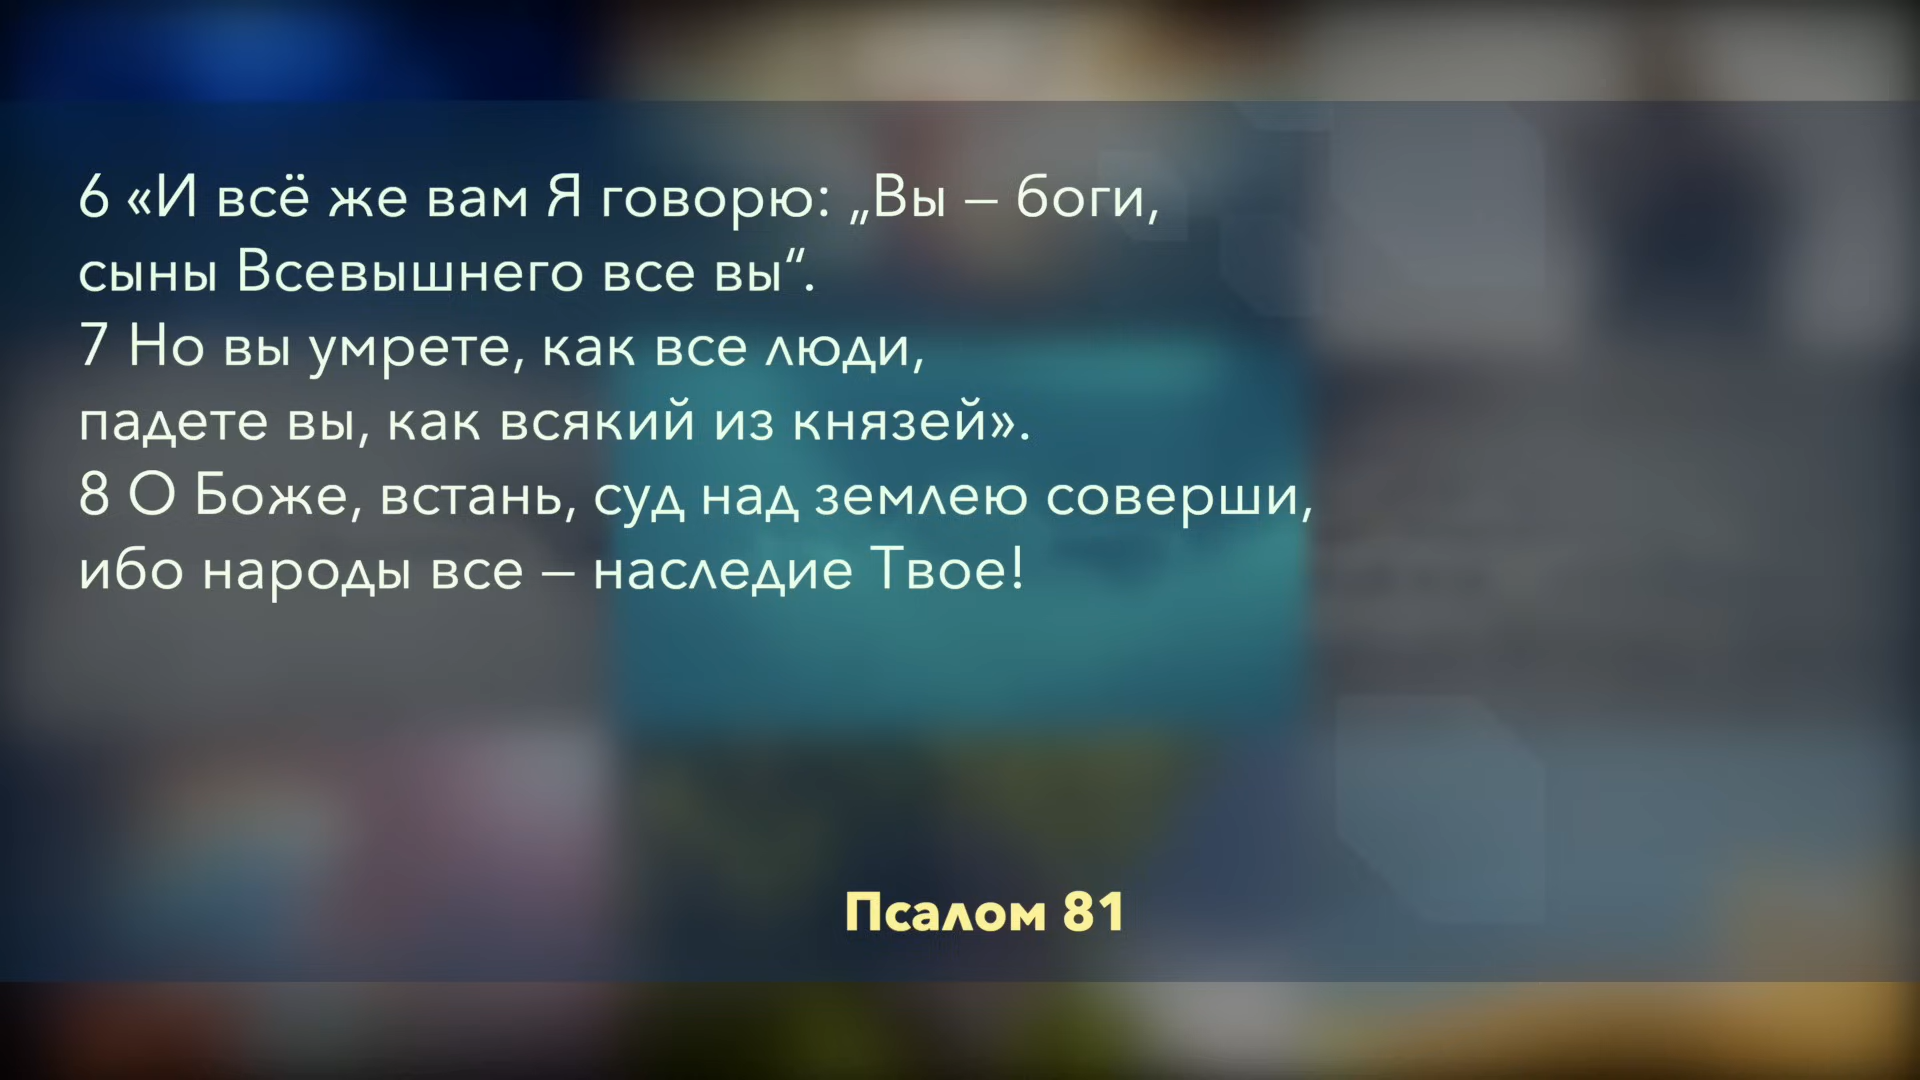 6 «И всё же вам Я говорю: „Вы – боги,
сыны Всевышнего все вы“.
7 Но вы умрете, как все люди,
падете вы, как всякий из князей».
8 О Боже, встань, суд над землею соверши,
ибо народы все – наследие Твое!
Псалом 81